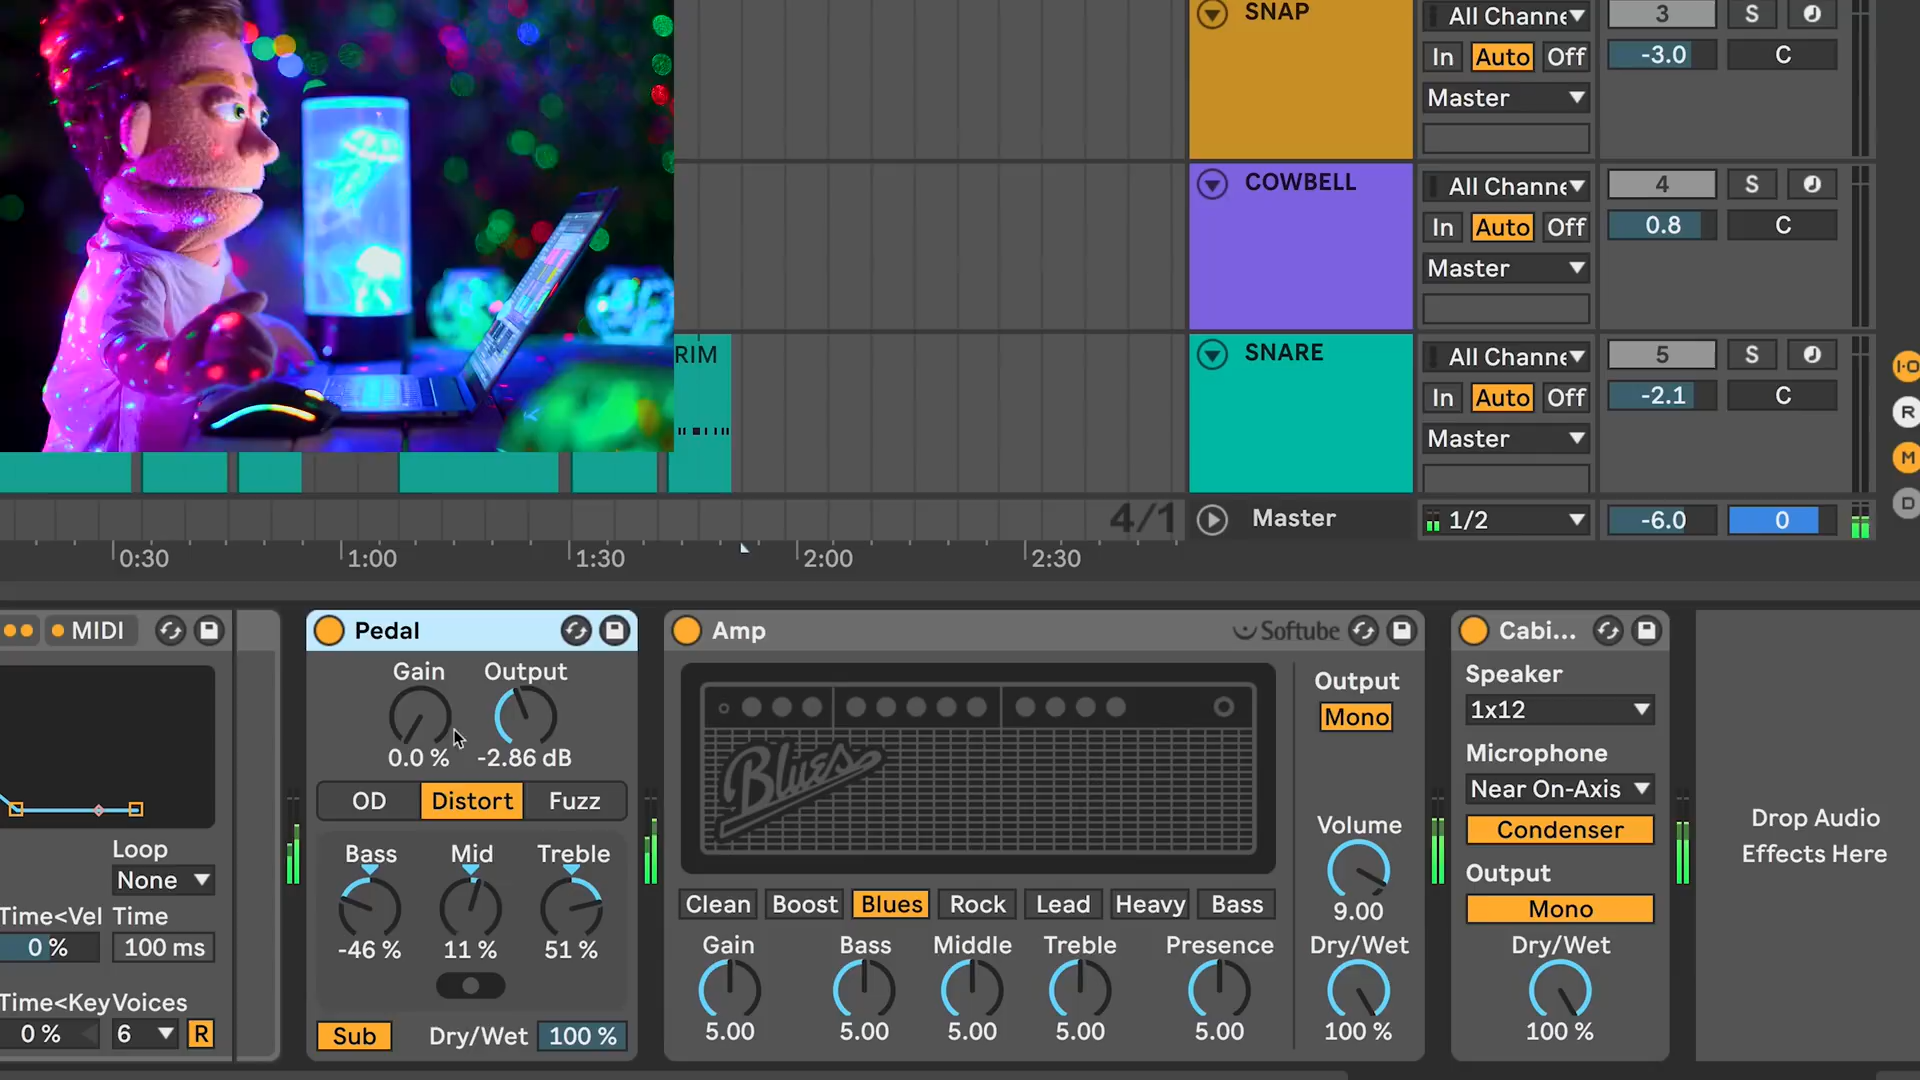 SNAP
All Channe
3
S
In Auto Off
-3.0
C
Master
COWBELL
All Channe
4
S
In Auto Off
0.8
C
Master
RIM
SNARE
All Channe
5
S
In Auto Off
-2.1
C
Master
I-O
R
M
D
4/1
Master
1/2
-6.0
0
0:30
1:00
1:30
2:00
2:30
MIDI
Loop
None
Time<Vel Time
0 % 100 ms
Time<Key Voices
0 % 6 R
Pedal
Gain Output
0.0 % -2.86 dB
OD Distort Fuzz
Bass Mid Treble
-46 % 11 % 51 %
Sub Dry/Wet 100 %
Amp
Softube
Blues
Output
Mono
Volume
9.00
Dry/Wet
100 %
Clean Boost Blues Rock Lead Heavy Bass
Gain Bass Middle Treble Presence
5.00 5.00 5.00 5.00 5.00
Cabi...
Speaker
1x12
Microphone
Near On-Axis
Condenser
Output
Mono
Dry/Wet
100 %
Drop Audio
Effects Here